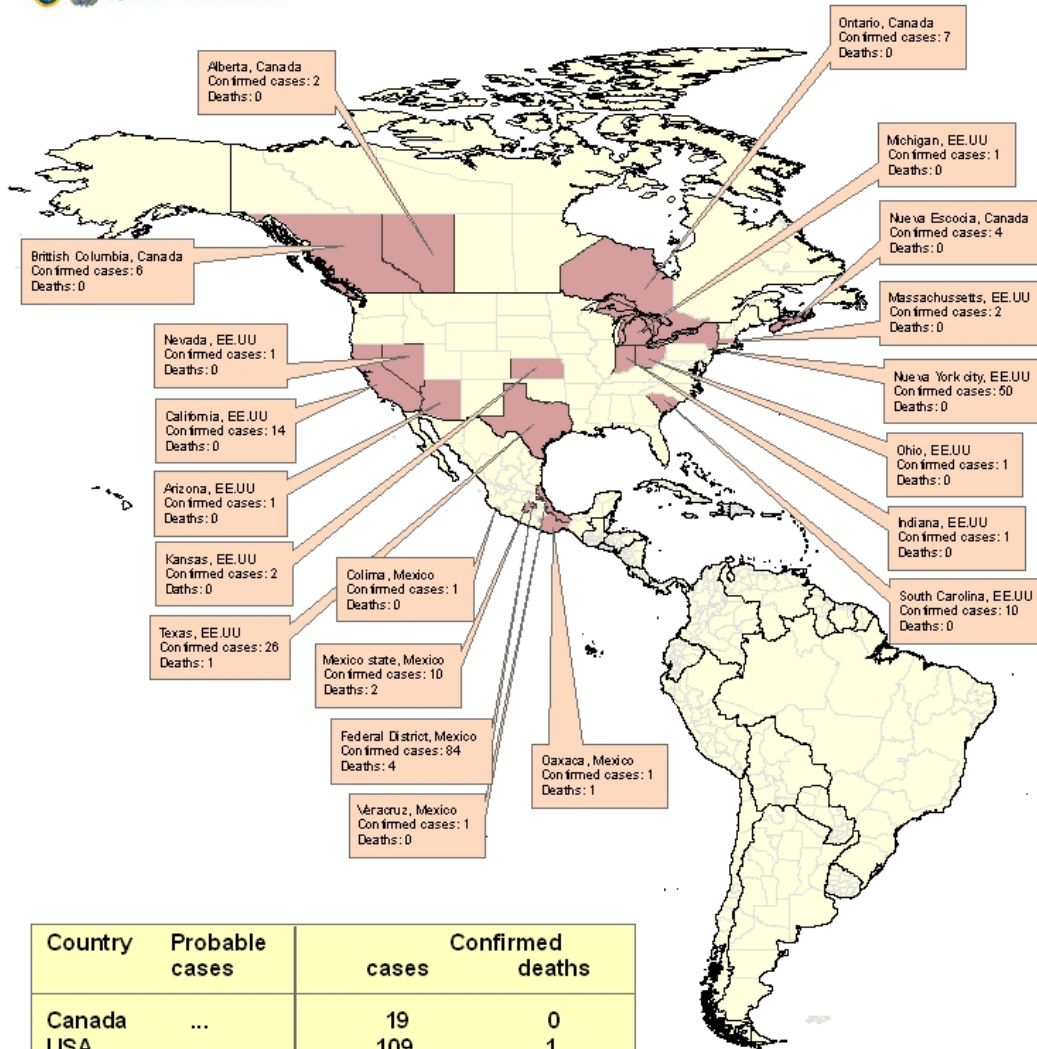 Ontario, Canada
Confirmed cases: 7
Deaths: 0
Alberta, Canada
Confirmed cases: 2
Deaths: 0
Michigan, EE.UU
Confirmed cases: 1
Deaths: 0
Nueva Escocia, Canada
Confirmed cases: 4
Deaths: 0
Brittish Columbia, Canada
Confirmed cases: 6
Deaths: 0
Massachussetts, EE.UU
Confirmed cases: 2
Deaths: 0
Nevada, EE.UU
Confirmed cases: 1
Deaths: 0
Nueva York city, EE.UU
Confirmed cases: 50
Deaths: 0
California, EE.UU
Confirmed cases: 14
Deaths: 0
Ohio, EE.UU
Confirmed cases: 1
Deaths: 0
Arizona, EE.UU
Confirmed cases: 1
Deaths: 0
Indiana, EE.UU
Confirmed cases: 1
Deaths: 0
Kansas, EE.UU
Confirmed cases: 2
Daths: 0
Colima, Mexico
Confirmed cases: 1
Deaths: 0
South Carolina, EE.UU
Confirmed cases: 10
Deaths: 0
Texas, EE.UU
Confirmed cases: 26
Deaths: 1
Mexico state, Mexico
Confirmed cases: 10
Deaths: 2
Federal District, Mexico
Confirmed cases: 84
Deaths: 4
Oaxaca, Mexico
Confirmed cases: 1
Deaths: 1
Veracruz, Mexico
Confirmed cases: 1
Deaths: 0
Country Probable Confirmed
cases cases deaths
Canada ... 19 0
USA 109 1